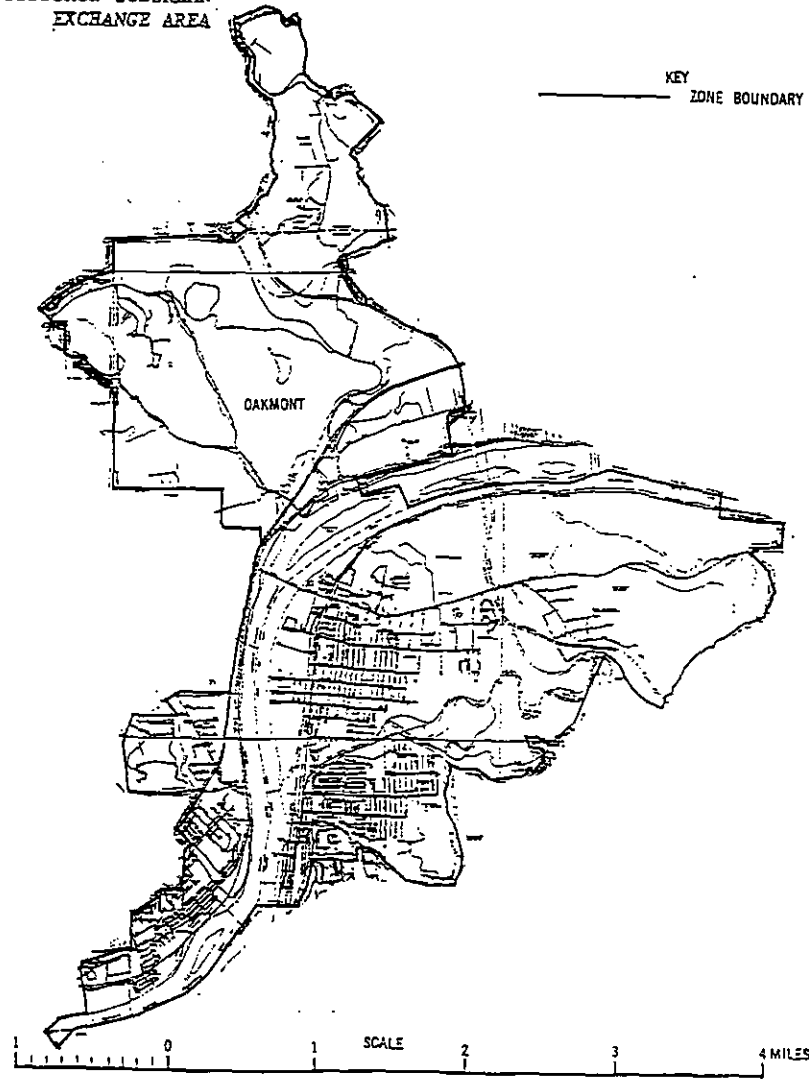 EXCHANGE AREA
KEY
ZONE BOUNDARY
OAKMONT
SCALE
1 0 1 2 3 4 MILES